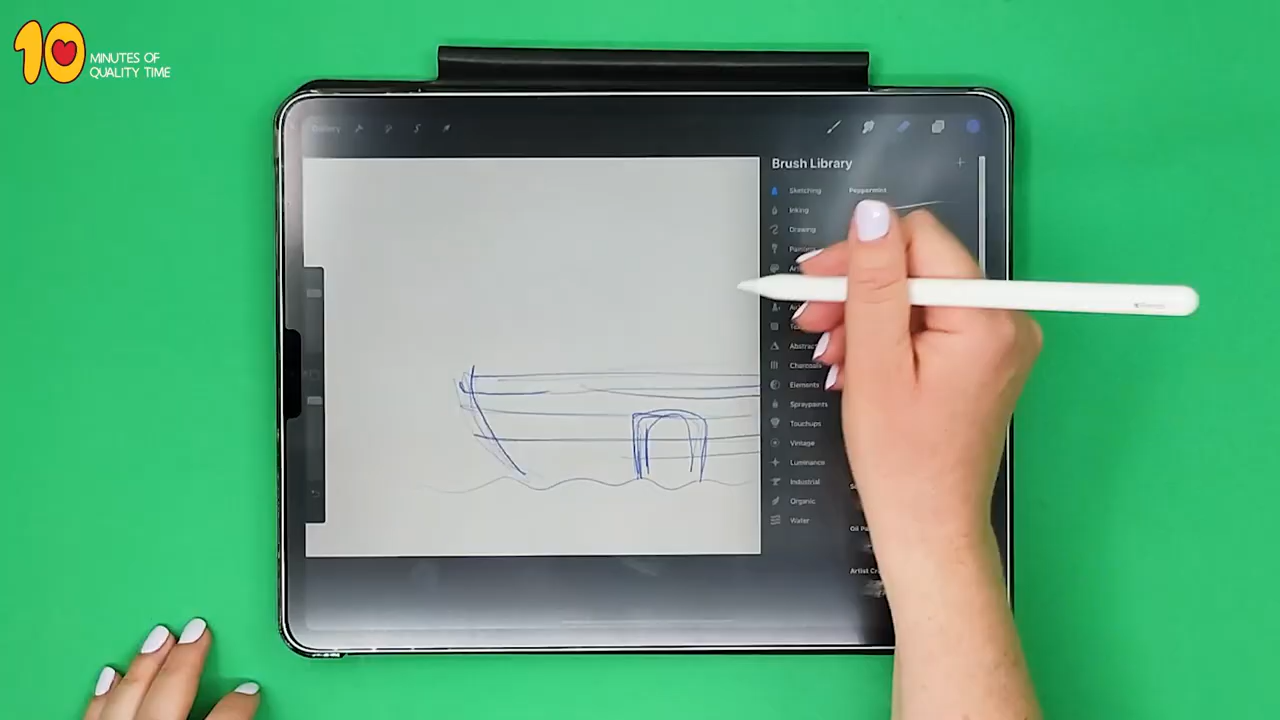 10
MINUTES OF
QUALITY TIME
Gallery
Brush Library
Sketching
Peppermint
Inking
Drawing
Abstract
Charcoals
Elements
Spraypaints
Touchups
Vintage
Luminance
Industrial
Organic
Water